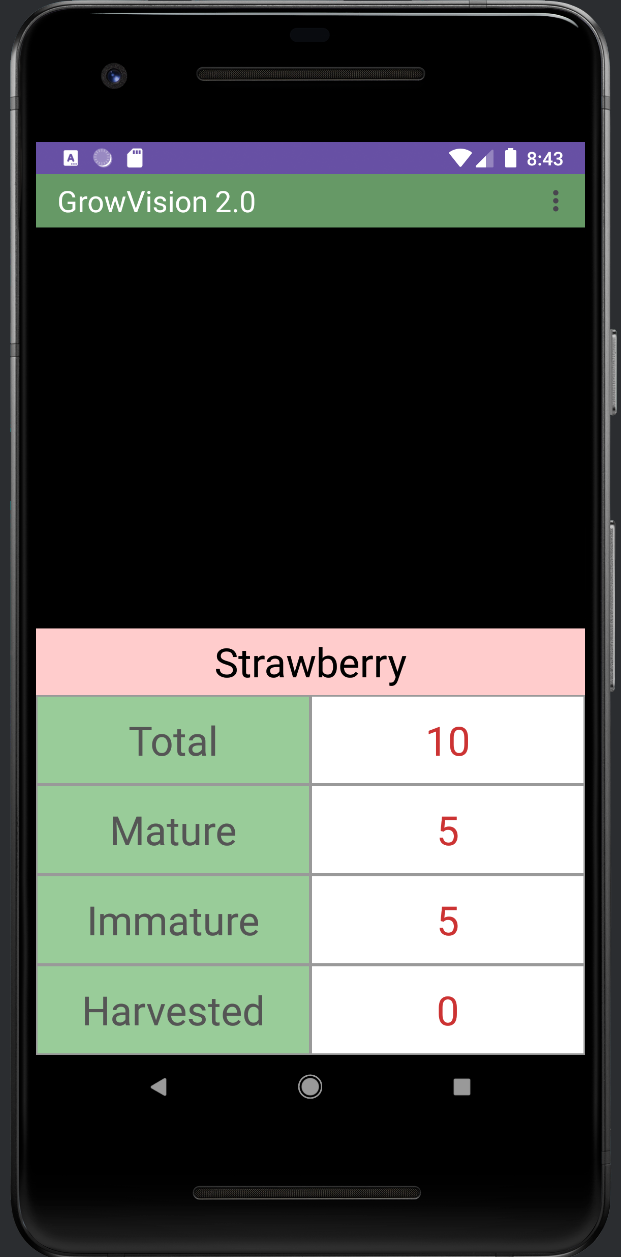 8:43
GrowVision 2.0
Strawberry
Total 10
Mature 5
Immature 5
Harvested 0